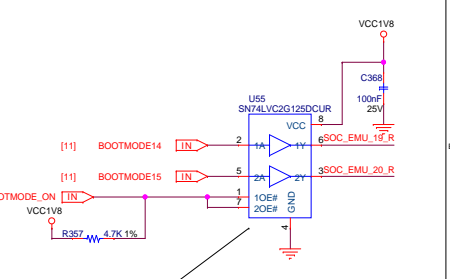 VCC1V8
C368
100nF
25V
U55
SN74LVC2G125DCUR
8
VCC
[11] BOOTMODE14 IN 2 1A 1Y 6 SOC_EMU_19_R
[11] BOOTMODE15 IN 5 2A 2Y 3 SOC_EMU_20_R
OTMODE_ON IN 1 1OE#
7 2OE# GND
VCC1V8
4
R357 4.7K 1%